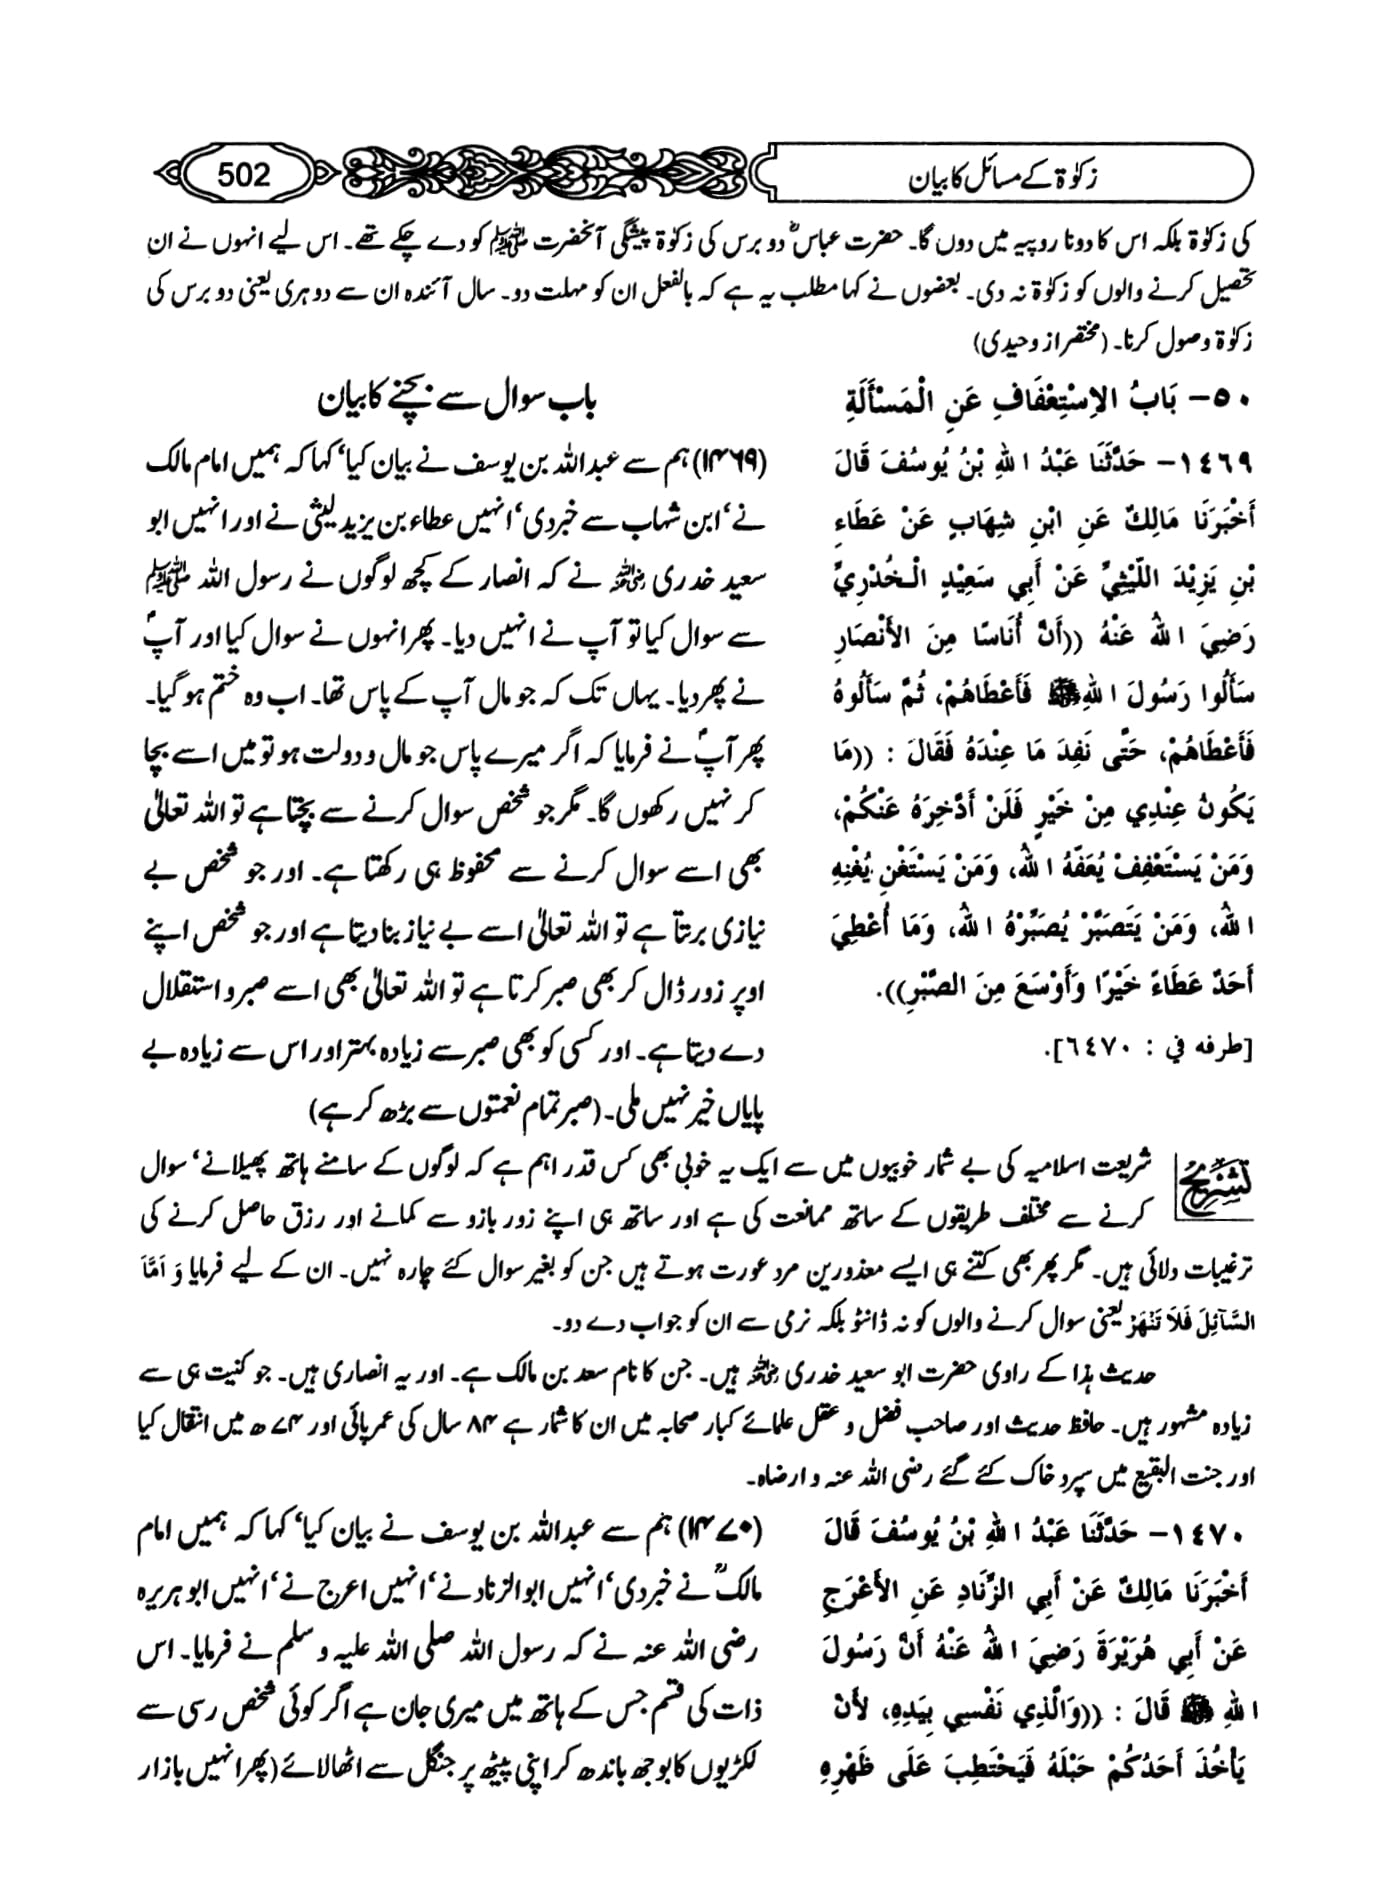 زکوٰۃ کے مسائل کا بیان
502
کی زکوٰۃ بلکہ اس کا دونا روپیہ میں دوں گا۔ حضرت عباسؓ دو برس کی زکوٰۃ پیشگی آنحضرت ﷺ کو دے چکے تھے۔ اس لیے انہوں نے ان
تحصیل کرنے والوں کو زکوٰۃ نہ دی۔ بعضوں نے کہا مطلب یہ ہے کہ بالفعل ان کو مہلت دو۔ سال آئندہ ان سے دوہری یعنی دو برس کی
زکوٰۃ وصول کرنا۔ (مختصر از وحیدی)
٥٠- بَابُ الاِسْتِعْفَافِ عَنِ الْمَسْأَلَةِ
١٤٦٩- حَدَّثَنَا عَبْدُ اللهِ بْنُ يُوسُفَ قَالَ
أَخْبَرَنَا مَالِكٌ عَنِ ابْنِ شِهَابٍ عَنْ عَطَاءِ
بْنِ يَزِيْدَ اللَّيْثِيِّ عَنْ أَبِي سَعِيْدٍ الْخُدْرِيِّ
رَضِيَ اللهُ عَنْهُ ((أَنَّ أُنَاسًا مِنَ الأَنْصَارِ
سَأَلُوا رَسُولَ اللهِ ﷺ فَأَعْطَاهُمْ، ثُمَّ سَأَلُوهُ
فَأَعْطَاهُمْ، حَتَّى نَفِدَ مَا عِنْدَهُ فَقَالَ : ((مَا
يَكُونُ عِنْدِي مِنْ خَيْرٍ فَلَنْ أَدَّخِرَهُ عَنْكُمْ،
وَمَنْ يَسْتَعْفِفْ يُعِفَّهُ اللهُ، وَمَنْ يَسْتَغْنِ يُغْنِهِ
اللهُ، وَمَنْ يَتَصَبَّرْ يُصَبِّرْهُ اللهُ، وَمَا أُعْطِيَ
أَحَدٌ عَطَاءً خَيْرًا وَأَوْسَعَ مِنَ الصَّبْرِ)).
[طرفه في : ٦٤٧٠].
باب سوال سے بچنے کا بیان
(۱۴۶۹) ہم سے عبداللہ بن یوسف نے بیان کیا‘ کہا کہ ہمیں امام مالک
نے‘ ابن شہاب سے خبر دی‘ انہیں عطاء بن یزید لیثی نے اور انہیں ابو
سعید خدری رضی اللہ عنہ نے کہ انصار کے کچھ لوگوں نے رسول اللہ ﷺ
سے سوال کیا تو آپ نے انہیں دیا۔ پھر انہوں نے سوال کیا اور آپؐ
نے پھر دیا۔ یہاں تک کہ جو مال آپ کے پاس تھا۔ اب وہ ختم ہو گیا۔
پھر آپؐ نے فرمایا کہ اگر میرے پاس جو مال و دولت ہو تو میں اسے بچا
کر نہیں رکھوں گا۔ مگر جو شخص سوال کرنے سے بچتا ہے تو اللہ تعالیٰ
بھی اسے سوال کرنے سے محفوظ ہی رکھتا ہے۔ اور جو شخص بے
نیازی برتتا ہے تو اللہ تعالیٰ اسے بے نیاز بنا دیتا ہے اور جو شخص اپنے
اوپر زور ڈال کر بھی صبر کرتا ہے تو اللہ تعالیٰ بھی اسے صبر و استقلال
دے دیتا ہے۔ اور کسی کو بھی صبر سے زیادہ بہتر اور اس سے زیادہ بے
پایاں خیر نہیں ملی۔ (صبر تمام نعمتوں سے بڑھ کر ہے)
تشریح
شریعت اسلامیہ کی بے شمار خوبیوں میں سے ایک یہ خوبی بھی کس قدر اہم ہے کہ لوگوں کے سامنے ہاتھ پھیلانے‘ سوال
کرنے سے مختلف طریقوں کے ساتھ ممانعت کی ہے اور ساتھ ہی اپنے زور بازو سے کمانے اور رزق حاصل کرنے کی
ترغیبات دلائی ہیں۔ مگر پھر بھی کتنے ہی ایسے معذورین مرد عورت ہوتے ہیں جن کو بغیر سوال کئے چارہ نہیں۔ ان کے لیے فرمایا وَ اَمَّا
السَّآئِلَ فَلَا تَنْهَرْ یعنی سوال کرنے والوں کو نہ ڈانٹو بلکہ نرمی سے ان کو جواب دے دو۔
حدیث ہذا کے راوی حضرت ابو سعید خدری رضی اللہ عنہ ہیں۔ جن کا نام سعد بن مالک ہے۔ اور یہ انصاری ہیں۔ جو کنیت ہی سے
زیادہ مشہور ہیں۔ حافظ حدیث اور صاحب فضل و عقل علمائے کبار صحابہ میں ان کا شمار ہے ۸۴ سال کی عمر پائی اور ۷۴ ھ میں انتقال کیا
اور جنت البقیع میں سپرد خاک کئے گئے رضی اللہ عنہ و ارضاہ۔
١٤٧٠- حَدَّثَنَا عَبْدُ اللهِ بْنُ يُوسُفَ قَالَ
أَخْبَرَنَا مَالِكٌ عَنْ أَبِي الزِّنَادِ عَنِ الأَعْرَجِ
عَنْ أَبِي هُرَيْرَةَ رَضِيَ اللهُ عَنْهُ أَنَّ رَسُولَ
اللهِ ﷺ قَالَ : ((وَالَّذِي نَفْسِي بِيَدِهِ، لأَنْ
يَأْخُذَ أَحَدُكُمْ حَبْلَهُ فَيَحْتَطِبَ عَلَى ظَهْرِهِ
(۱۴۷۰) ہم سے عبداللہ بن یوسف نے بیان کیا‘ کہا کہ ہمیں امام
مالکؒ نے خبر دی‘ انہیں ابوالزناد نے‘ انہیں اعرج نے‘ انہیں ابو ہریرہ
رضی اللہ عنہ نے کہ رسول اللہ صلی اللہ علیہ و سلم نے فرمایا۔ اس
ذات کی قسم جس کے ہاتھ میں میری جان ہے اگر کوئی شخص رسی سے
لکڑیوں کا بوجھ باندھ کر اپنی پیٹھ پر جنگل سے اٹھا لائے (پھر انہیں بازار